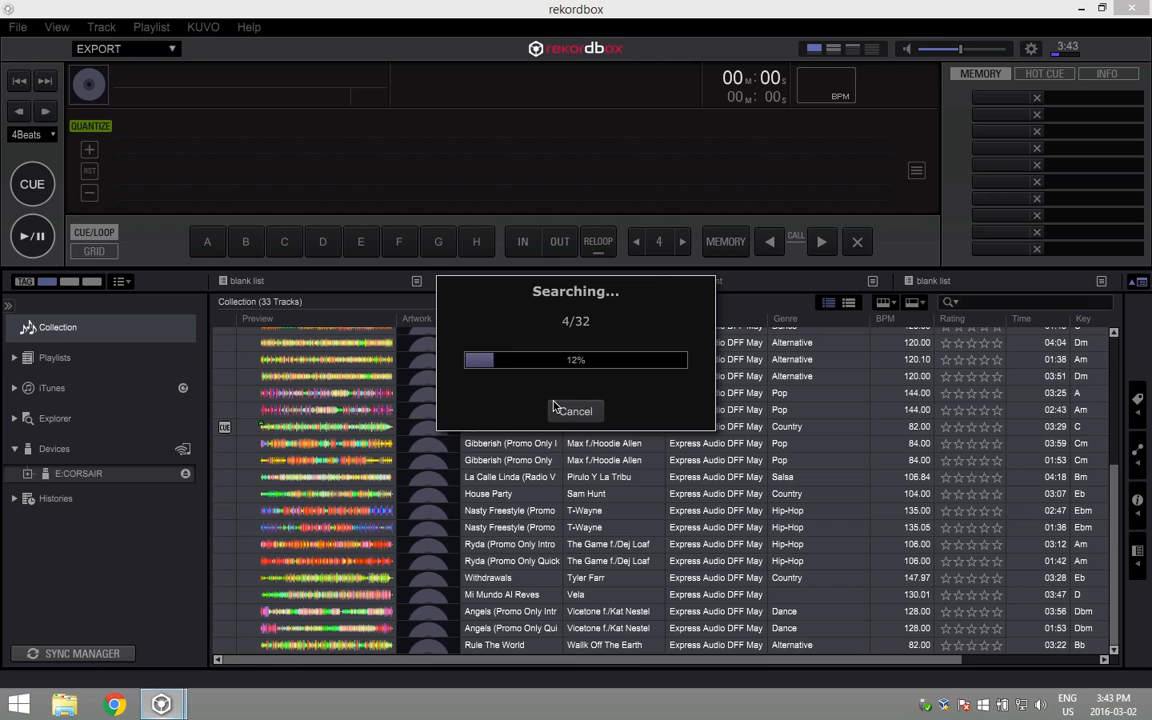 rekordbox
File View Track Playlist KUVO Help
EXPORT
rekordbox
3:43
00M:00S
00M:00S
BPM
MEMORY HOT CUE INFO
4Beats
QUANTIZE
RST
CUE
CUE/LOOP
GRID
A B C D E F G H IN OUT RELOOP 4 MEMORY CALL
TAG
blank list
blank list
Collection (33 Tracks)
Preview Artwork Genre BPM Rating Time Key
Collection
Playlists
iTunes
Explorer
Devices
E:CORSAIR
Histories
SYNC MANAGER
Searching...
4/32
12%
Cancel
Alternative 120.00 04:04 Dm
Alternative 120.10 01:38 Am
Alternative 120.00 03:51 Dm
Pop 144.00 03:25 A
Pop 144.00 02:43 Am
CUE Country 82.00 03:29 C
Gibberish (Promo Only I Max f./Hoodie Allen Express Audio DFF May Pop 84.00 03:59 Cm
Gibberish (Promo Only Max f./Hoodie Allen Express Audio DFF May Pop 84.00 01:53 Cm
La Calle Linda (Radio V Pirulo Y La Tribu Express Audio DFF May Salsa 106.84 04:18 Bm
House Party Sam Hunt Express Audio DFF May Country 104.00 03:07 Eb
Nasty Freestyle (Promo T-Wayne Express Audio DFF May Hip-Hop 135.00 02:47 Ebm
Nasty Freestyle (Promo T-Wayne Express Audio DFF May Hip-Hop 135.05 01:36 Ebm
Ryda (Promo Only Intro The Game f./Dej Loaf Express Audio DFF May Hip-Hop 106.00 03:12 Am
Ryda (Promo Only Quick The Game f./Dej Loaf Express Audio DFF May Hip-Hop 106.00 01:42 Am
Withdrawals Tyler Farr Express Audio DFF May Country 147.97 03:28 Eb
Mi Mundo Al Reves Vela Express Audio DFF May 130.01 03:47 D
Angels (Promo Only Intr Vicetone f./Kat Nestel Express Audio DFF May Dance 128.00 03:56 Dbm
Angels (Promo Only Qui Vicetone f./Kat Nestel Express Audio DFF May Dance 128.00 01:53 Dbm
Rule The World Wallk Off The Earth Express Audio DFF May Alternative 82.00 03:22 Bb
ENG 3:43 PM
US 2016-03-02